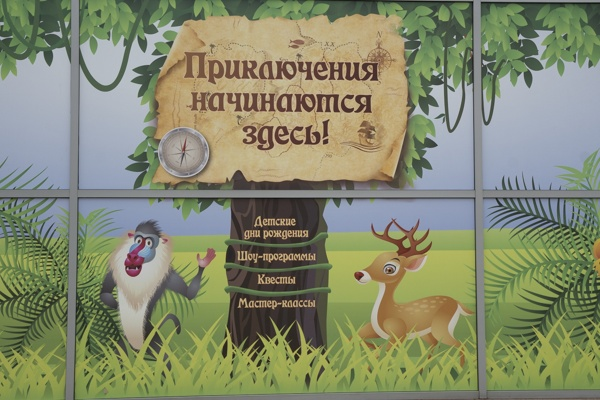 Приключения
начинаются
здесь!
Детские
дни рождения
Шоу-программы
Квесты
Мастер-классы